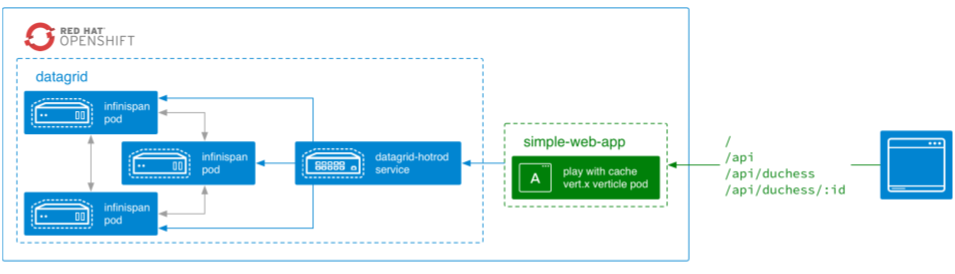 RED HAT
OPENSHIFT
datagrid
infinispan
pod
infinispan
pod
infinispan
pod
datagrid-hotrod
service
simple-web-app
A
play with cache
vert.x verticle pod
/
/api
/api/duchess
/api/duchess/:id